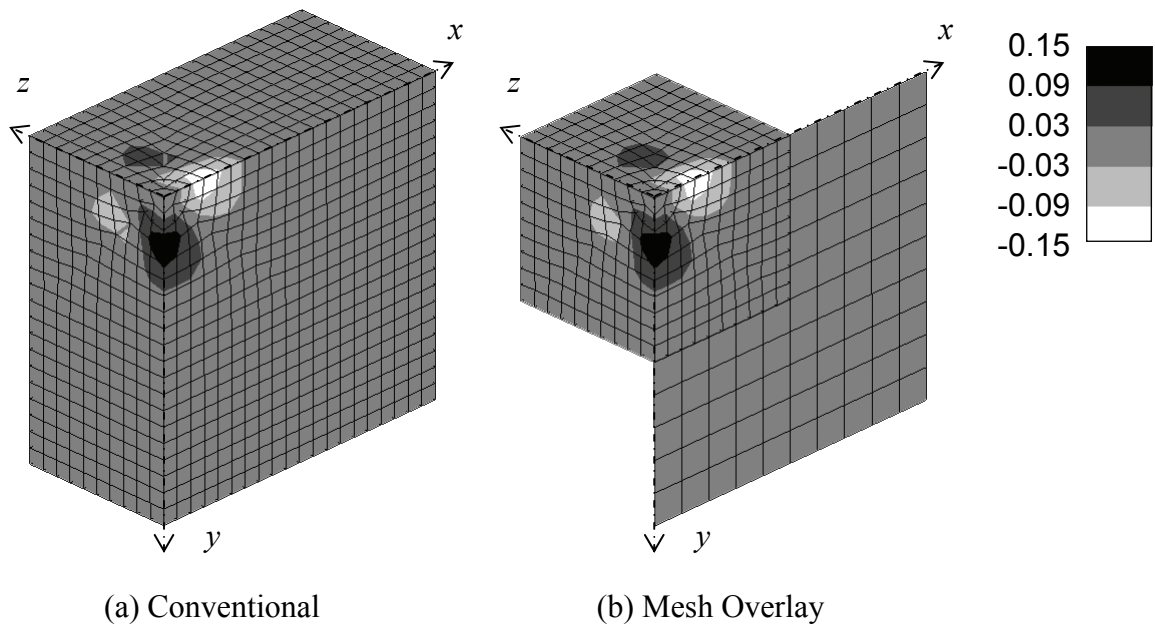 x
z
y
x
z
y
0.15
0.09
0.03
-0.03
-0.09
-0.15
(a) Conventional
(b) Mesh Overlay